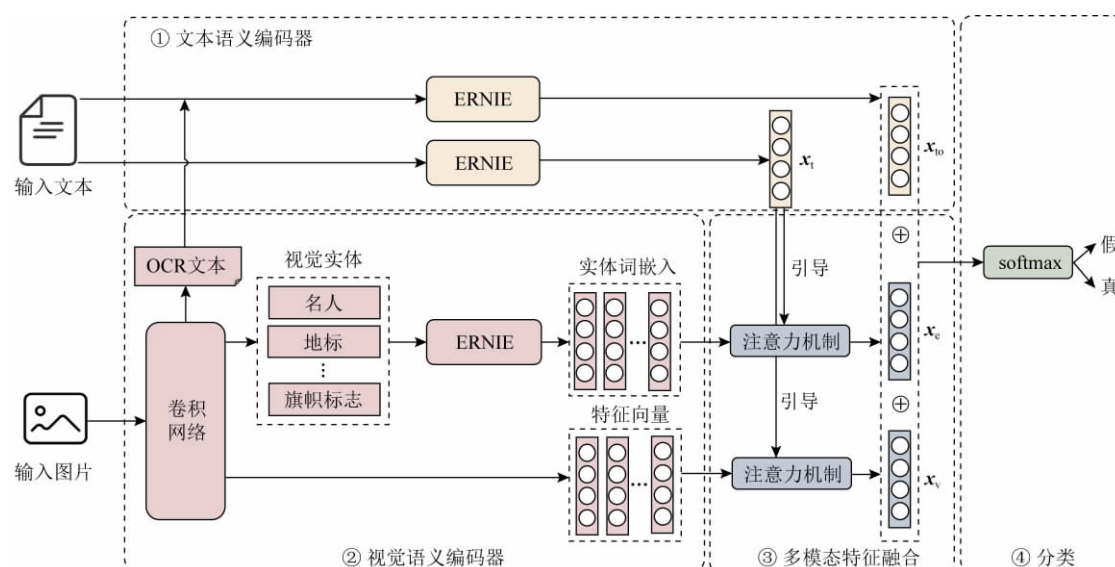 ① 文本语义编码器
ERNIE
ERNIE
输入文本
x_t
x_to
OCR文本
视觉实体
名人
地标
旗帜标志
ERNIE
实体词嵌入
引导
注意力机制
x_e
⊕
softmax
假
真
卷积
网络
输入图片
特征向量
引导
注意力机制
⊕
x_v
② 视觉语义编码器
③ 多模态特征融合
④ 分类